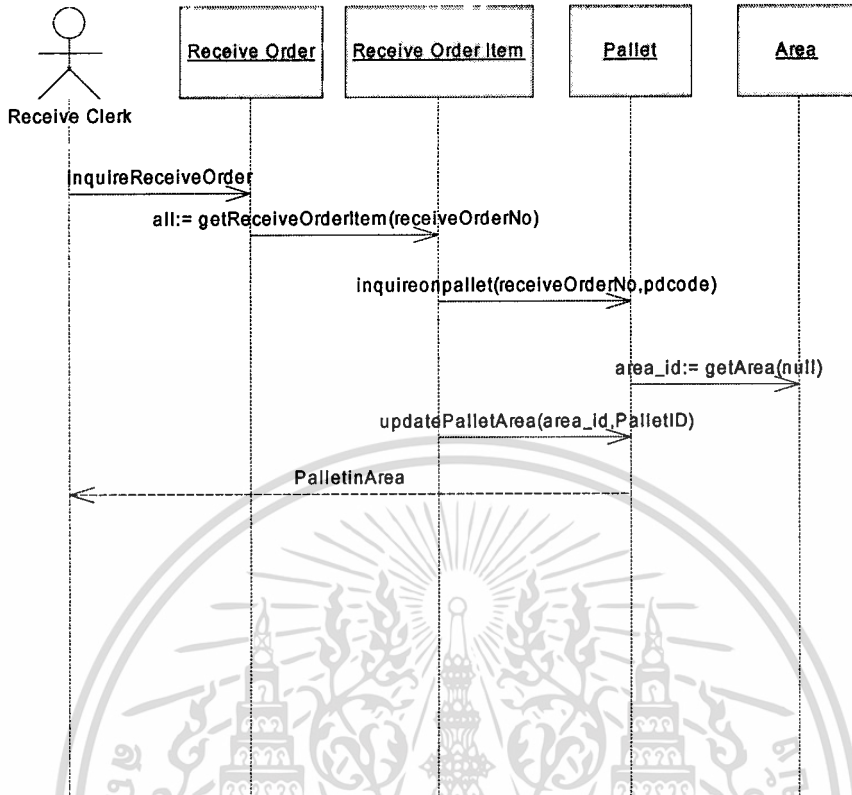 Receive Order
Receive Order Item
Pallet
Area
Receive Clerk
inquireReceiveOrder
all:= getReceiveOrderItem(receiveOrderNo)
inquireonpallet(receiveOrderNo,pdcode)
area_id:= getArea(null)
updatePalletArea(area_id,PalletID)
PalletinArea